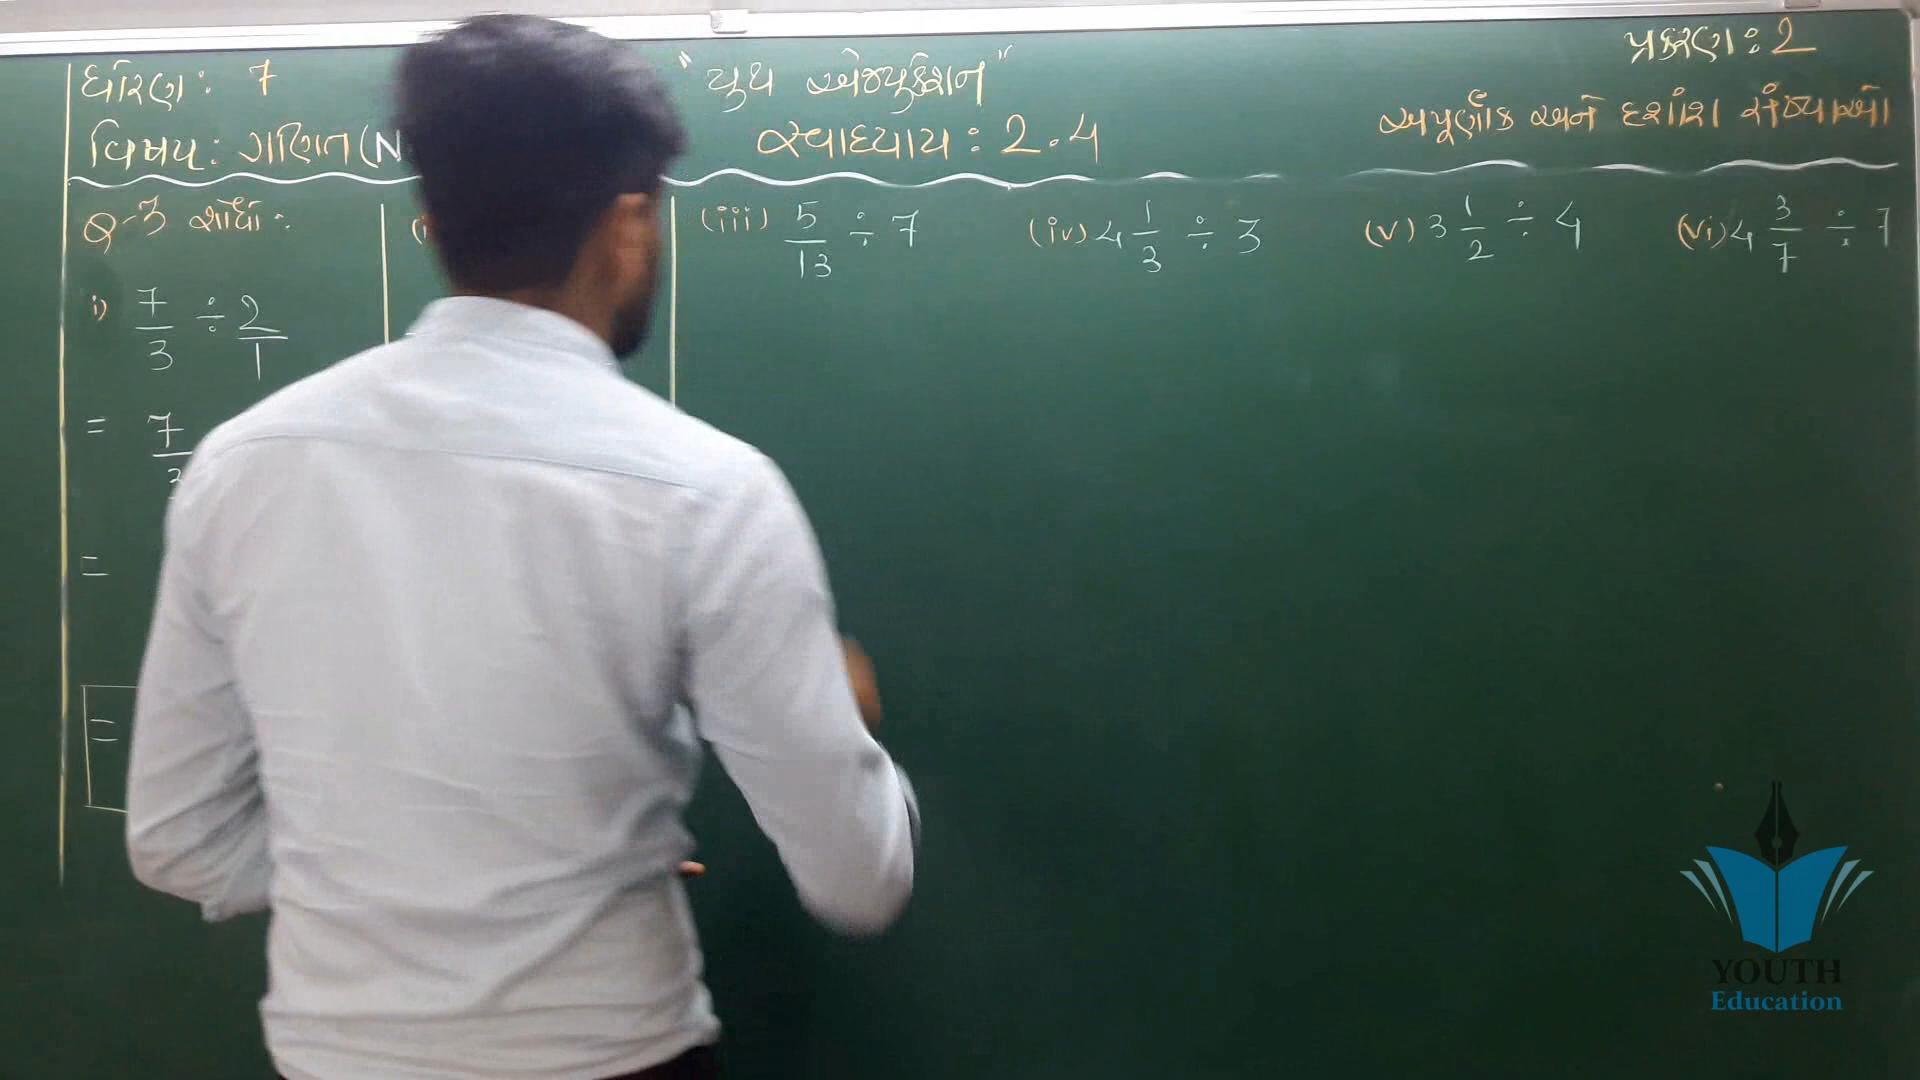 ધોરણ : 7
"યુથ એજ્યુકેશન"
પ્રકરણ : 2
વિષય : ગણિત (N
સ્વાધ્યાય : 2.4
અપૂર્ણાંક અને દશાંશ સંખ્યાઓ
Q-3 શોધો :
(iii) 5/13 ÷ 7
(iv) 4 1/3 ÷ 3
(v) 3 1/2 ÷ 4
(vi) 4 3/7 ÷ 7
i) 7/3 ÷ 2/1
= 7/3
=
=
YOUTH
Education